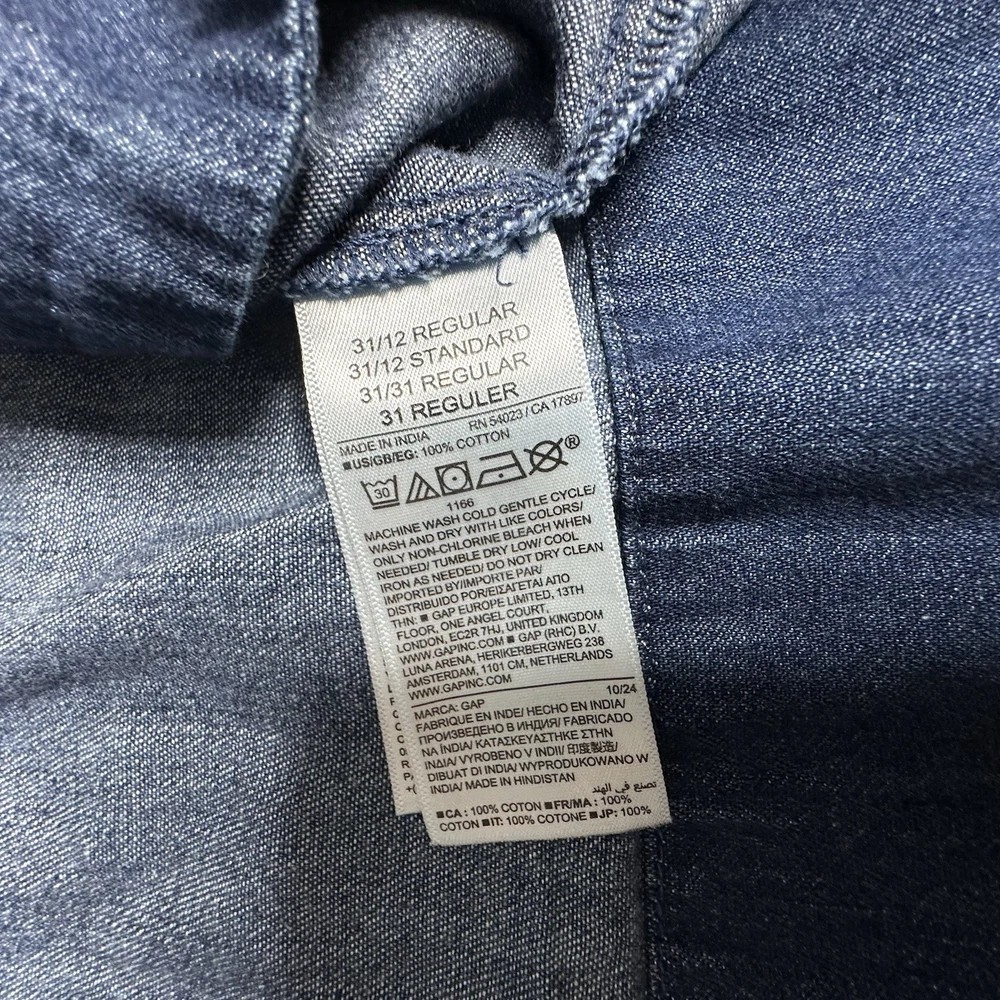 31/12 REGULAR
31/12 STANDARD
31/31 REGULAR
31 REGULER
MADE IN INDIA RN 54023 / CA 17897
■US/GB/EG: 100% COTTON
30 ®
1166
MACHINE WASH COLD GENTLE CYCLE/
WASH AND DRY WITH LIKE COLORS/
ONLY NON-CHLORINE BLEACH WHEN
NEEDED/ TUMBLE DRY LOW/ COOL
IRON AS NEEDED/ DO NOT DRY CLEAN
IMPORTED BY/IMPORTE PAR/
DISTRIBUIDO POR/ΕΙΣΑΓΕΤΑΙ ΑΠΟ
ΤΗΝ: ■ GAP EUROPE LIMITED, 13TH
FLOOR, ONE ANGEL COURT,
LONDON, EC2R 7HJ, UNITED KINGDOM
WWW.GAPINC.COM ■ GAP (RHC) B.V.
LUNA ARENA, HERIKERBERGWEG 238
AMSTERDAM, 1101 CM, NETHERLANDS
WWW.GAPINC.COM
MARCA: GAP 10/24
FABRIQUE EN INDE/ HECHO EN INDIA/
ПРОИЗВЕДЕНО В ИНДИЯ/ FABRICADO
NA ÍNDIA/ ΚΑΤΑΣΚΕΥΑΣΤΗΚΕ ΣΤΗΝ
ΙΝΔΙΑ/ VYROBENO V INDII/ 印度製造/
DIBUAT DI INDIA/ WYPRODUKOWANO W
INDIA/ MADE IN HINDISTAN
تصنع في الهند
■CA : 100% COTON ■FR/MA : 100%
COTON ■IT: 100% COTONE ■JP: 100%